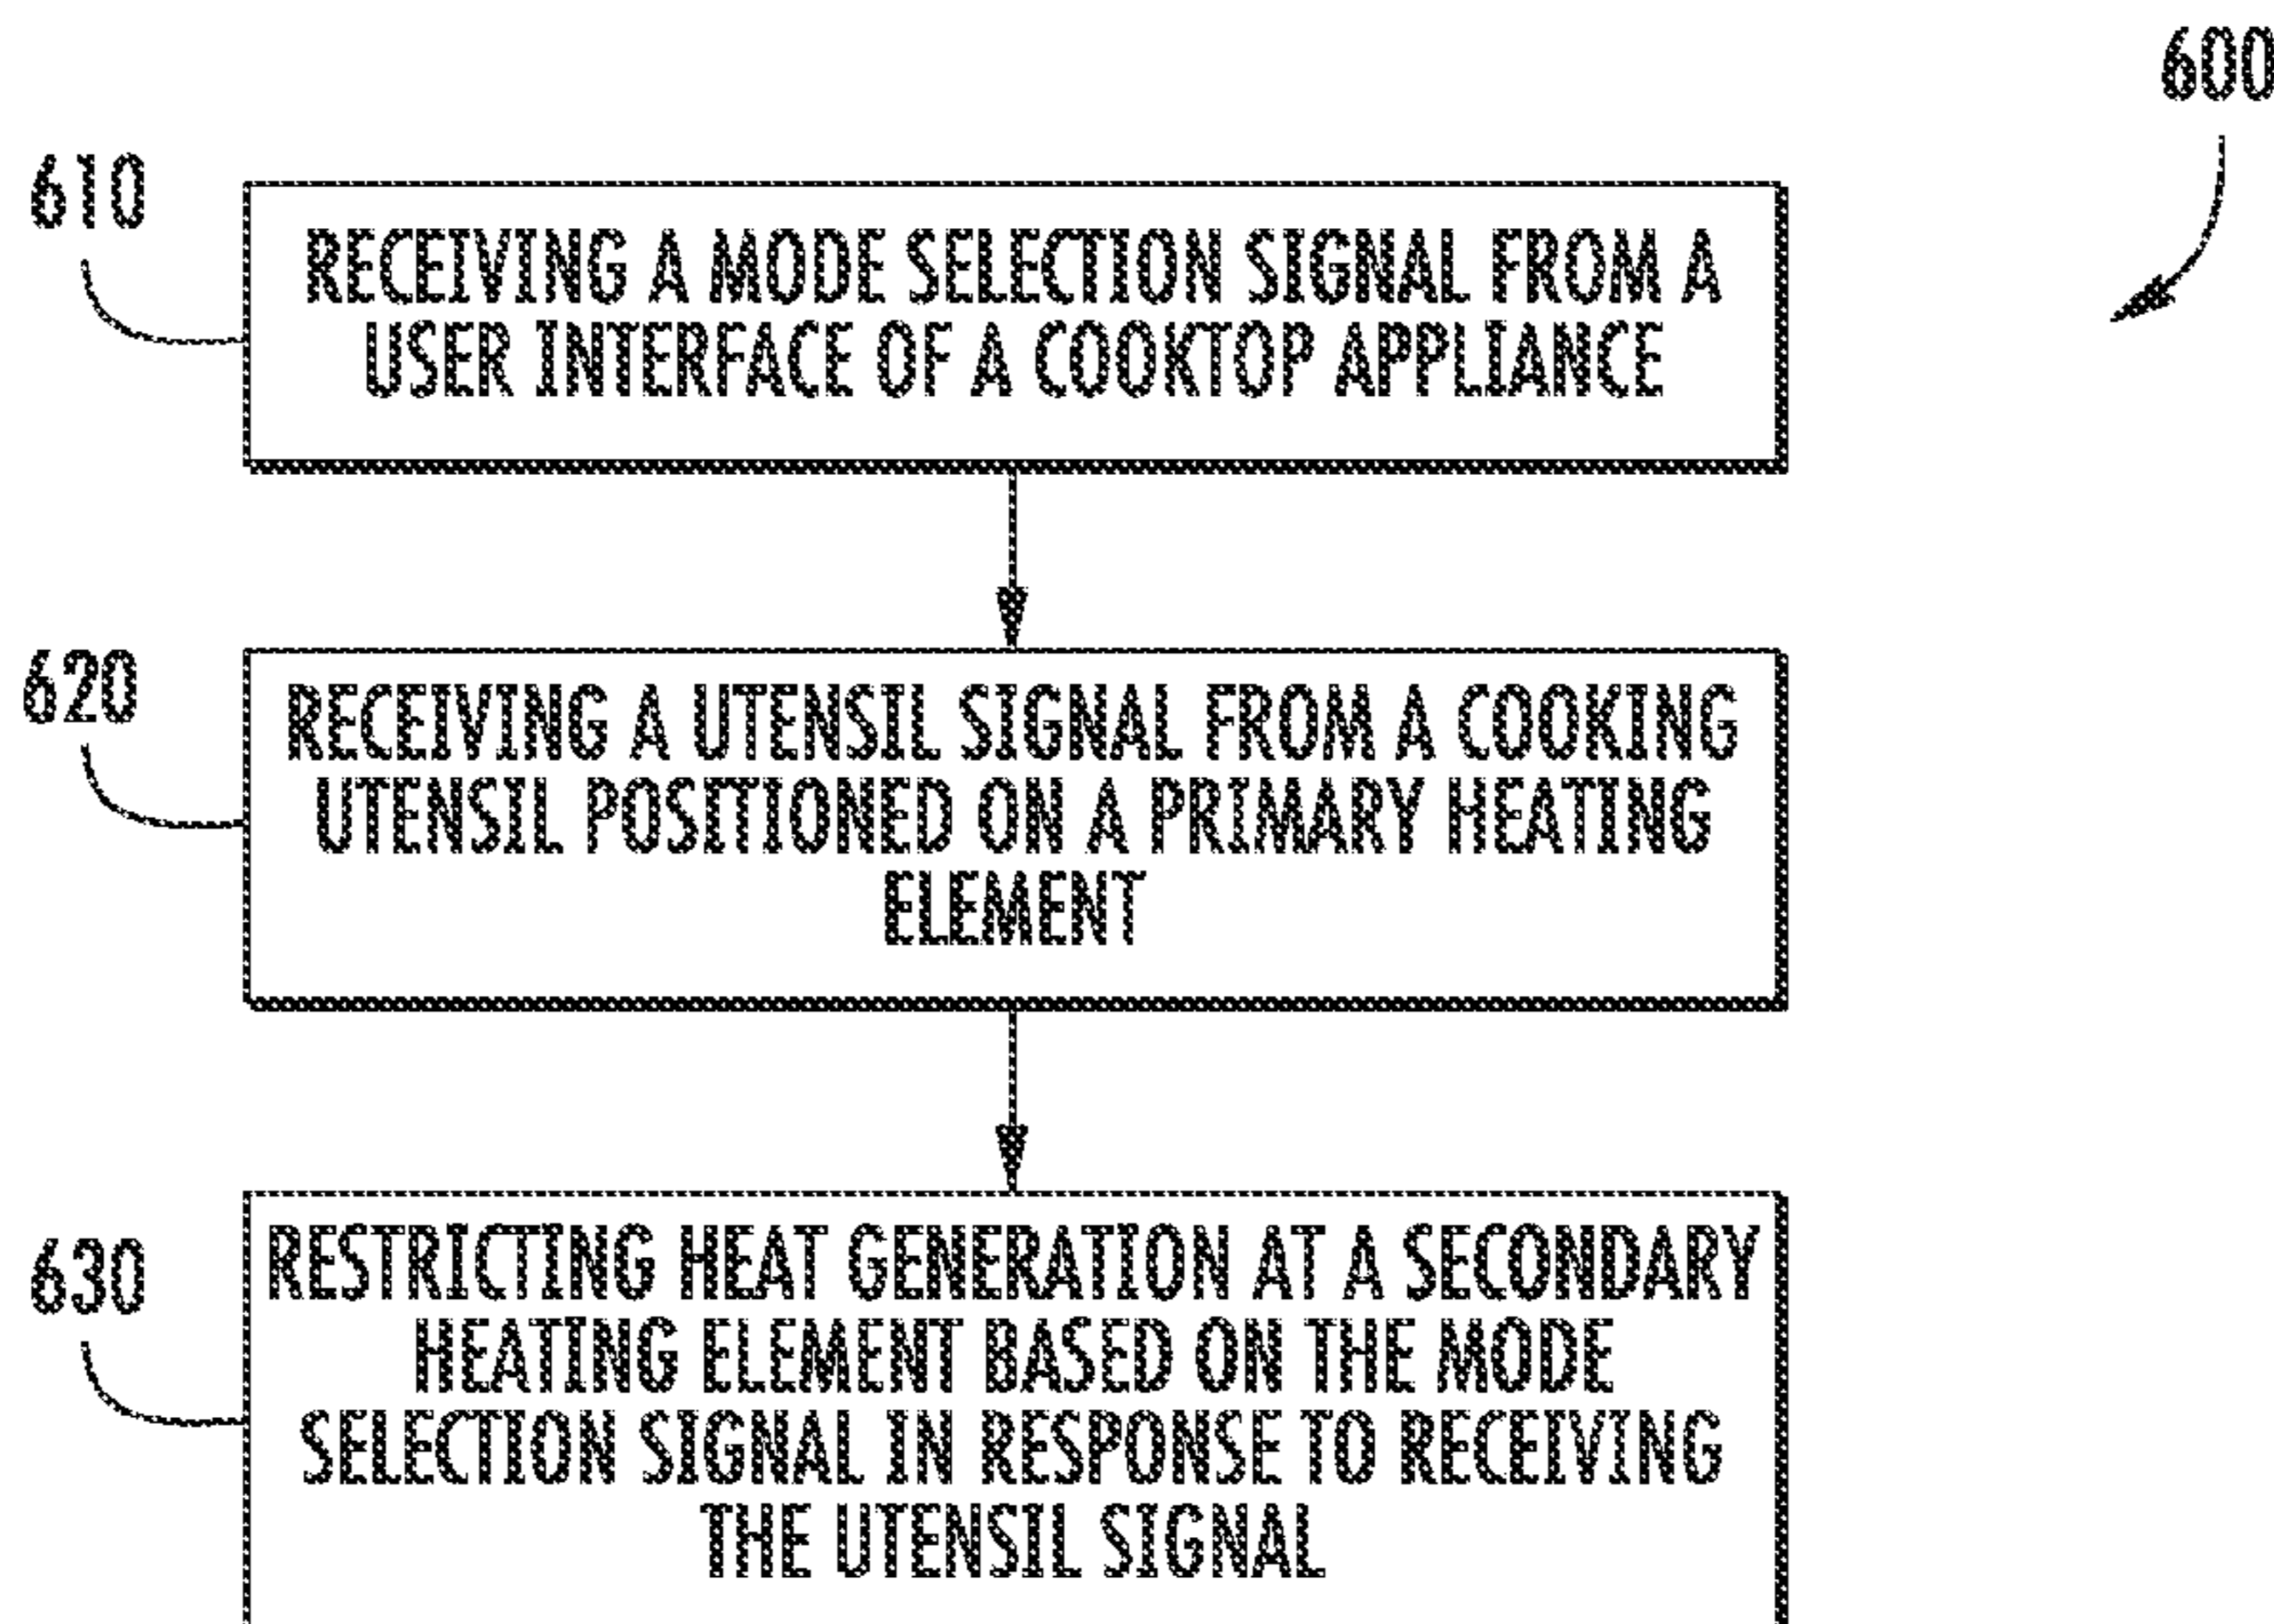 600
610
RECEIVING A MODE SELECTION SIGNAL FROM A
USER INTERFACE OF A COOKTOP APPLIANCE
620
RECEIVING A UTENSIL SIGNAL FROM A COOKING
UTENSIL POSITIONED ON A PRIMARY HEATING
ELEMENT
630
RESTRICTING HEAT GENERATION AT A SECONDARY
HEATING ELEMENT BASED ON THE MODE
SELECTION SIGNAL IN RESPONSE TO RECEIVING
THE UTENSIL SIGNAL